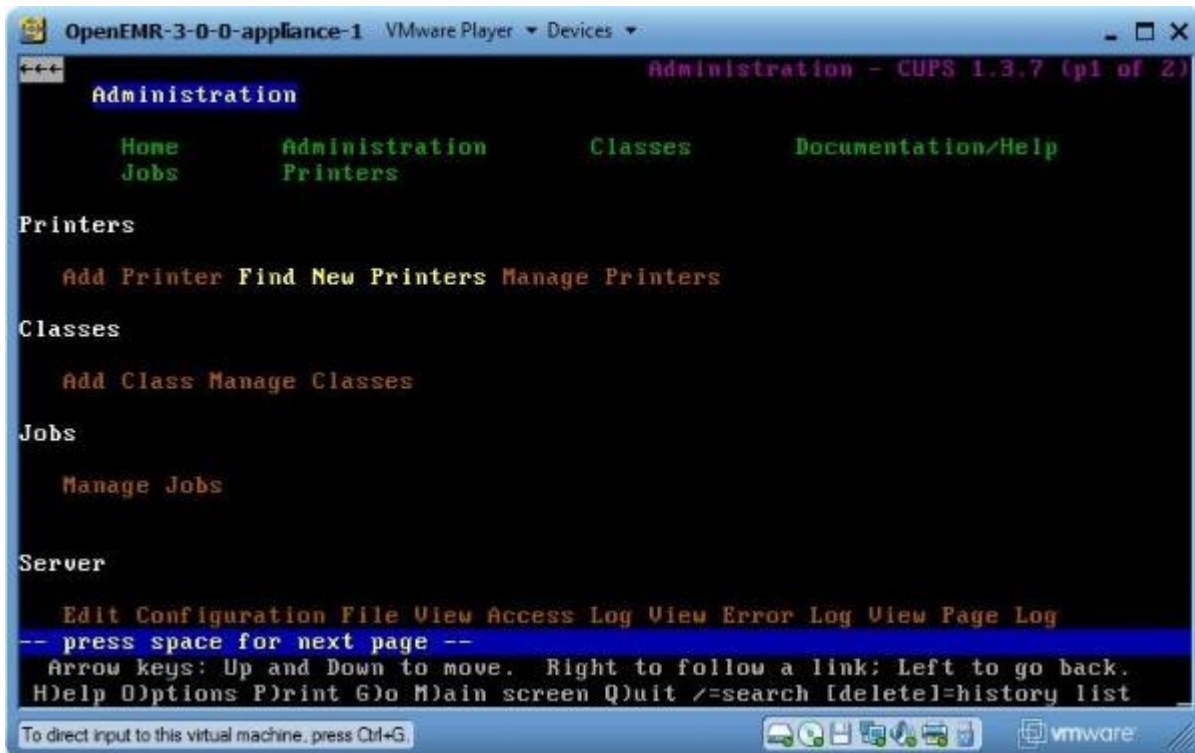 OpenEMR-3-0-0-appliance-1 VMware Player Devices
Administration - CUPS 1.3.7 (p1 of 2)
Administration
Home Administration Classes Documentation/Help
Jobs Printers
Printers
Add Printer Find New Printers Manage Printers
Classes
Add Class Manage Classes
Jobs
Manage Jobs
Server
Edit Configuration File View Access Log View Error Log View Page Log
-- press space for next page --
Arrow keys: Up and Down to move. Right to follow a link; Left to go back.
H)elp O)ptions P)rint G)o M)ain screen Q)uit /=search [delete]=history list
To direct input to this virtual machine, press Ctrl+G.
vmware